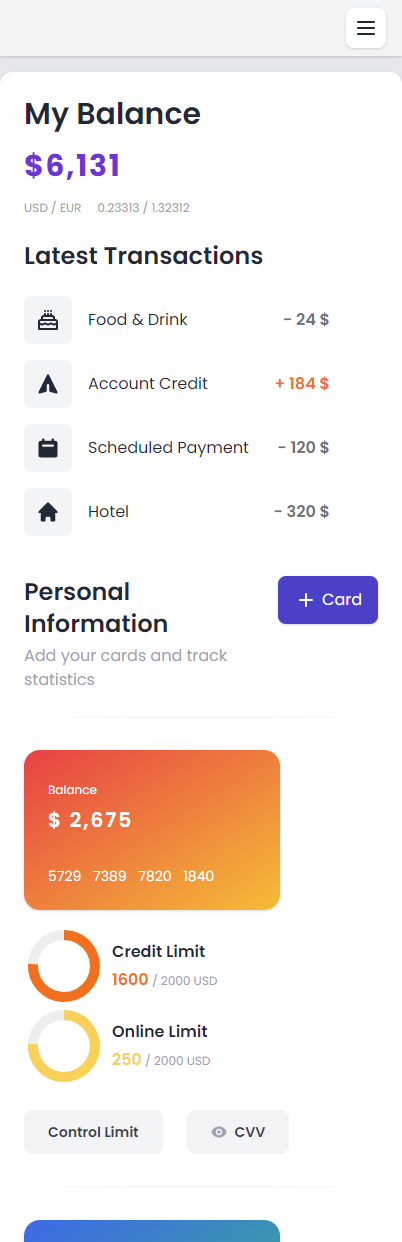 My Balance
$6,131
USD / EUR 0.23313 / 1.32312
Latest Transactions
Food & Drink - 24 $
Account Credit + 184 $
Scheduled Payment - 120 $
Hotel - 320 $
Personal
Information
+ Card
Add your cards and track
statistics
Balance
$ 2,675
5729 7389 7820 1840
Credit Limit
1600 / 2000 USD
Online Limit
250 / 2000 USD
Control Limit
CVV